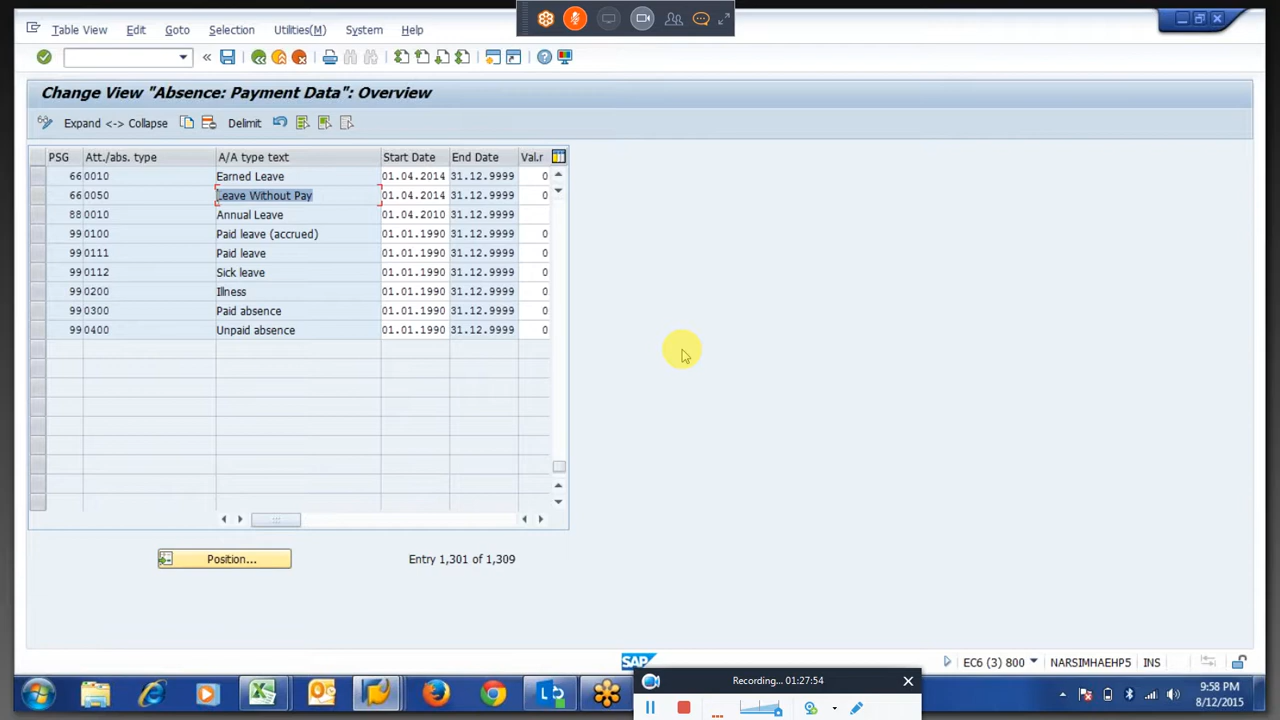 Table View Edit Goto Selection Utilities(M) System Help
Change View "Absence: Payment Data": Overview
Expand <-> Collapse Delimit
PSG Att./abs. type A/A type text Start Date End Date Val.r
66 0010 Earned Leave 01.04.2014 31.12.9999 0
66 0050 Leave Without Pay 01.04.2014 31.12.9999 0
88 0010 Annual Leave 01.04.2010 31.12.9999
99 0100 Paid leave (accrued) 01.01.1990 31.12.9999 0
99 0111 Paid leave 01.01.1990 31.12.9999 0
99 0112 Sick leave 01.01.1990 31.12.9999 0
99 0200 Illness 01.01.1990 31.12.9999 0
99 0300 Paid absence 01.01.1990 31.12.9999 0
99 0400 Unpaid absence 01.01.1990 31.12.9999 0
Position... Entry 1,301 of 1,309
SAP EC6 (3) 800 NARSIMHAEHP5 INS
Recording... 01:27:54
9:58 PM
8/12/2015